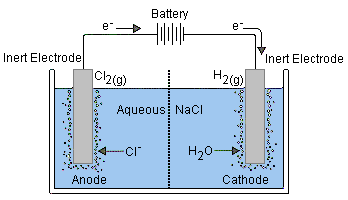 Battery
e⁻
e⁻
Inert Electrode
Inert Electrode
Cl₂(g)
H₂(g)
Aqueous NaCl
Cl⁻
H₂O
Anode
Cathode